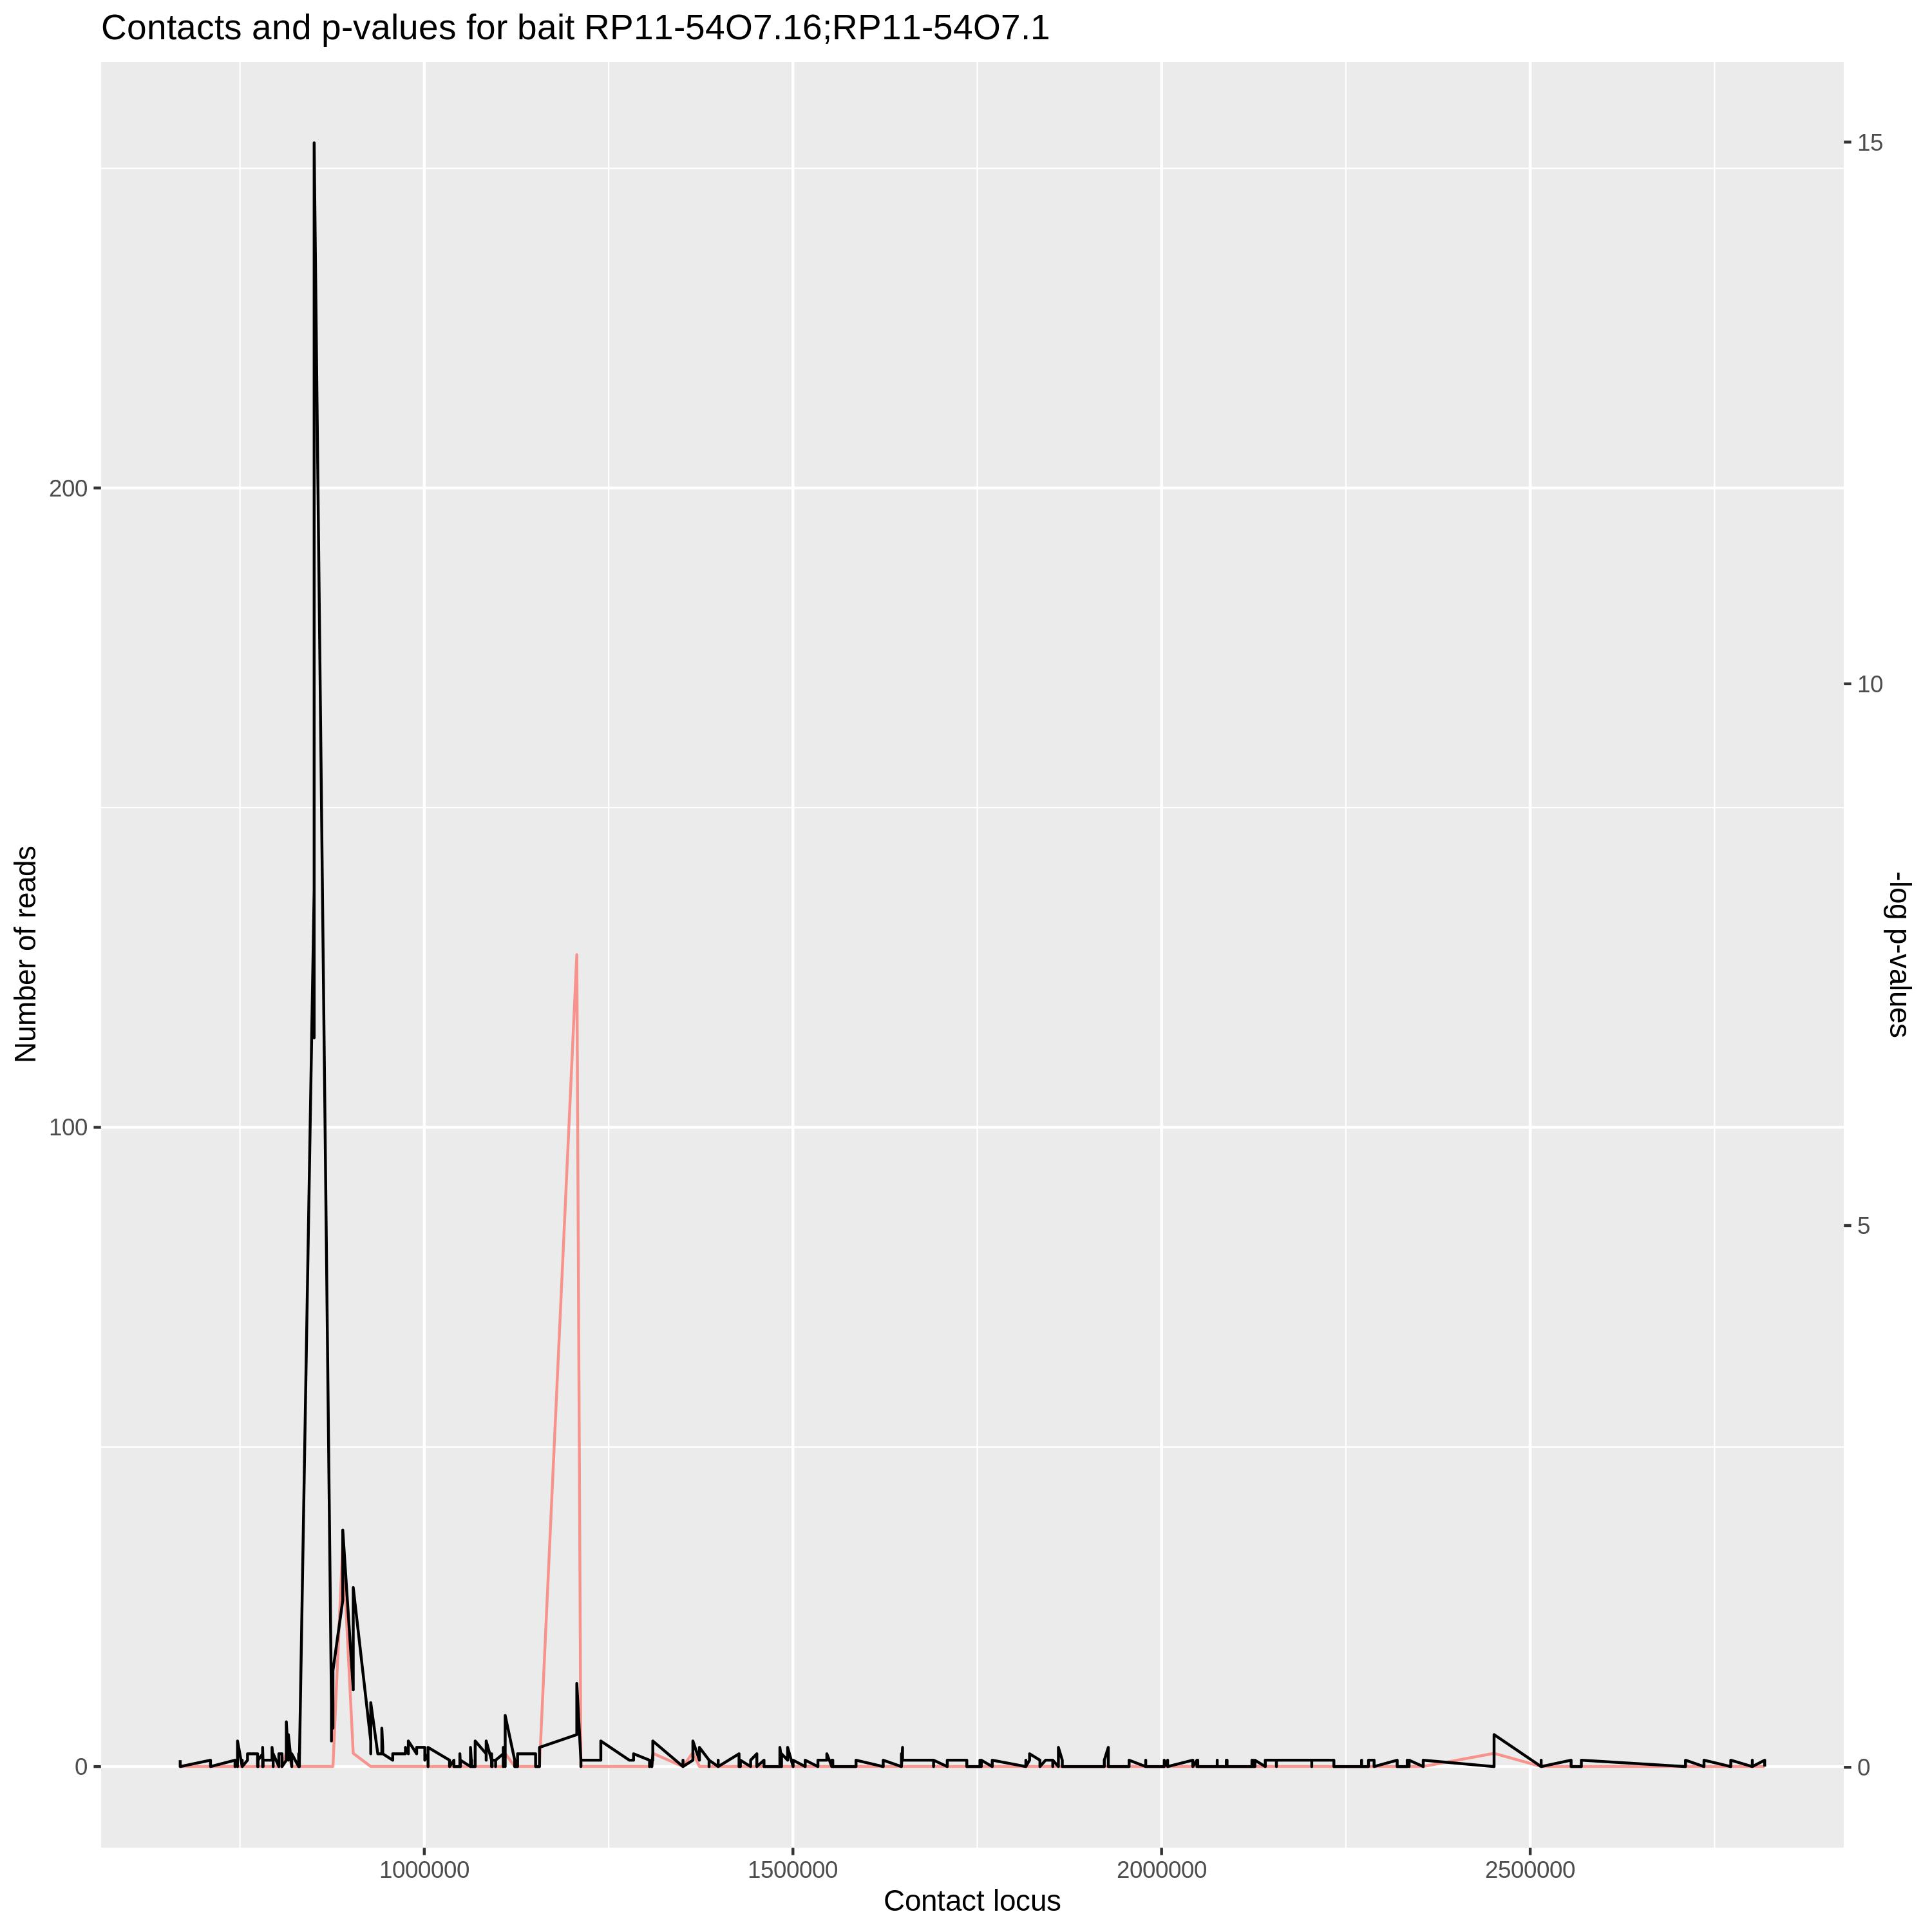 Contacts and p-values for bait RP11-54O7.16;RP11-54O7.1
Number of reads
200
100
0
15
10
5
0
-log p-values
1000000
1500000
2000000
2500000
Contact locus